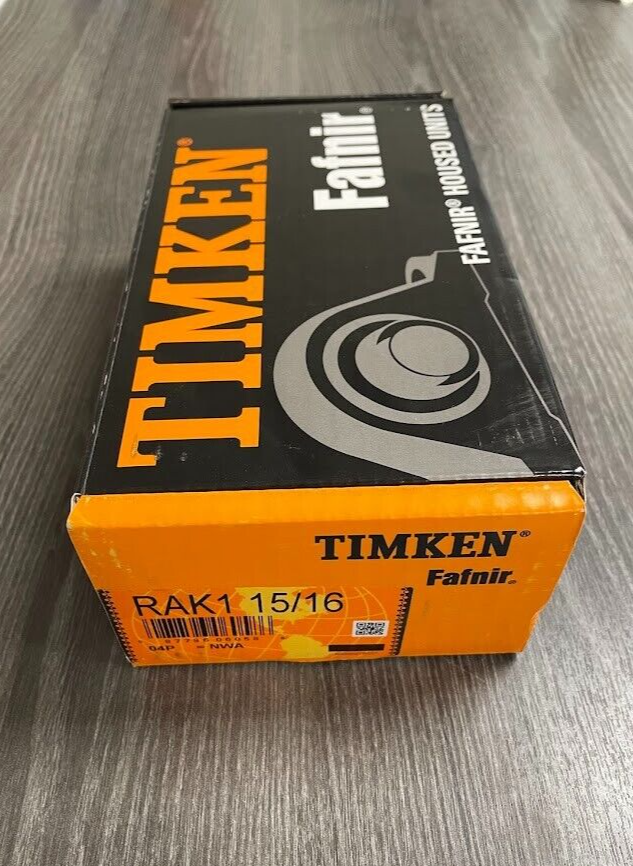 TIMKEN®
Fafnir®
FAFNIR® HOUSED UNITS
TIMKEN®
Fafnir®
RAK1 15/16
04P - NWA